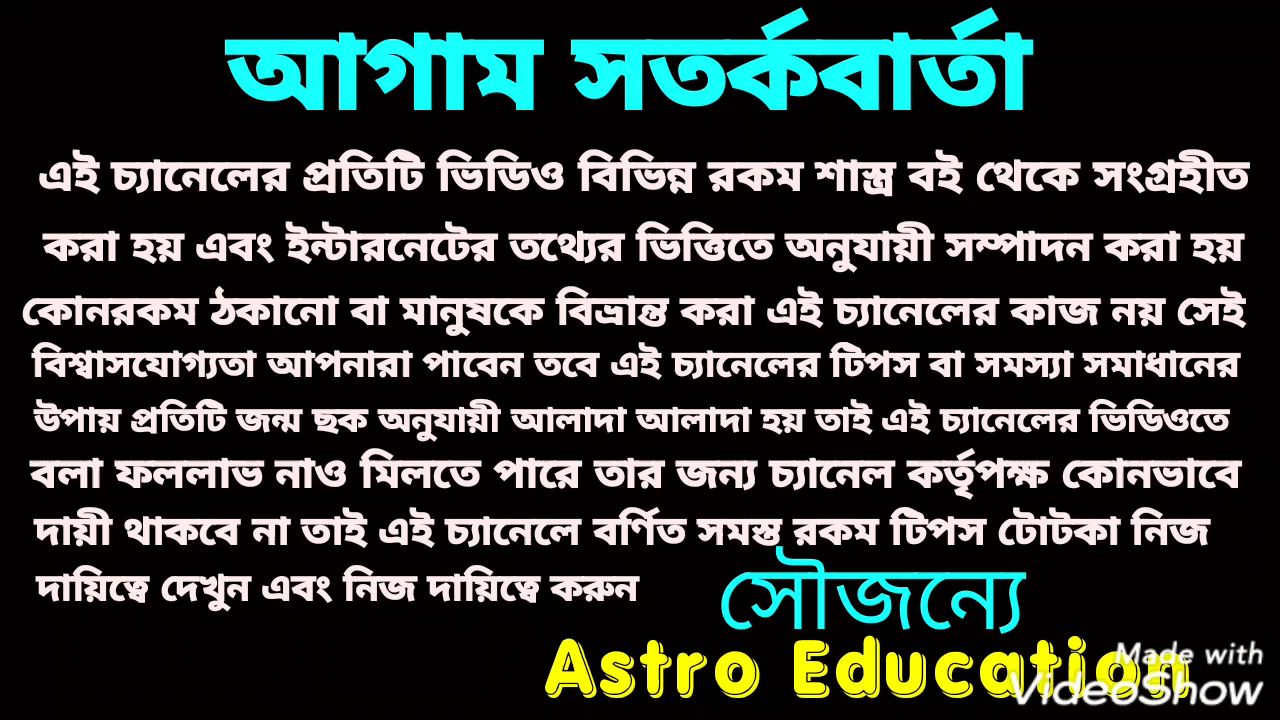 আগাম সতর্কবার্তা
এই চ্যানেলের প্রতিটি ভিডিও বিভিন্ন রকম শাস্ত্র বই থেকে সংগ্রহীত
করা হয় এবং ইন্টারনেটের তথ্যের ভিত্তিতে অনুযায়ী সম্পাদন করা হয়
কোনরকম ঠকানো বা মানুষকে বিভ্রান্ত করা এই চ্যানেলের কাজ নয় সেই
বিশ্বাসযোগ্যতা আপনারা পাবেন তবে এই চ্যানেলের টিপস বা সমস্যা সমাধানের
উপায় প্রতিটি জন্ম ছক অনুযায়ী আলাদা আলাদা হয় তাই এই চ্যানেলের ভিডিওতে
বলা ফললাভ নাও মিলতে পারে তার জন্য চ্যানেল কর্তৃপক্ষ কোনভাবে
দায়ী থাকবে না তাই এই চ্যানেলে বর্ণিত সমস্ত রকম টিপস টোটকা নিজ
দায়িত্বে দেখুন এবং নিজ দায়িত্বে করুন
সৌজন্যে
Astro Education
Made with
VideoShow